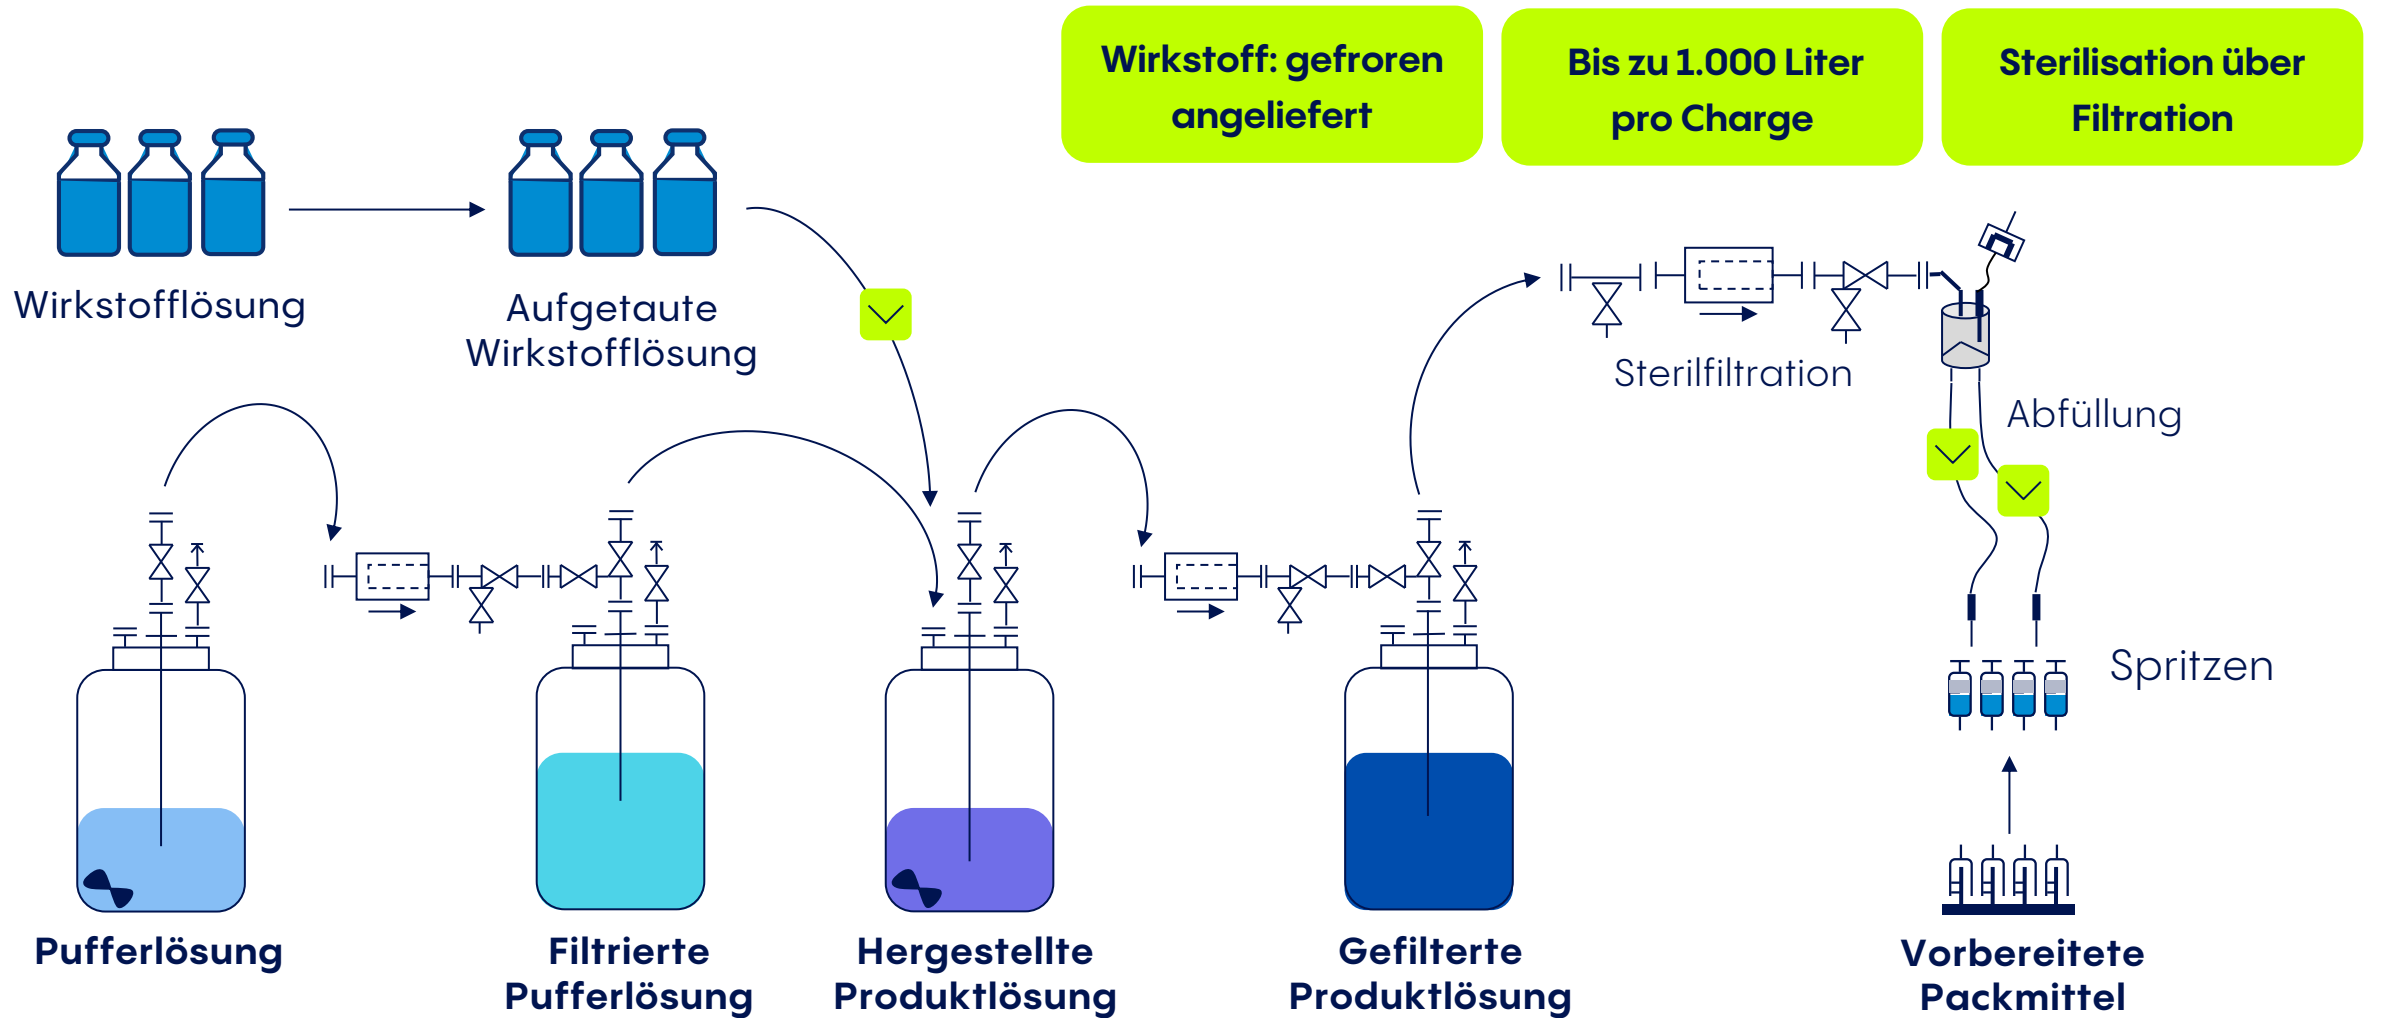 Wirkstoff: gefroren
angeliefert
Bis zu 1.000 Liter
pro Charge
Sterilisation über
Filtration
Wirkstofflösung
Aufgetaute
Wirkstofflösung
Sterilfiltration
Abfüllung
Spritzen
Pufferlösung
Filtrierte
Pufferlösung
Hergestellte
Produktlösung
Gefilterte
Produktlösung
Vorbereitete
Packmittel